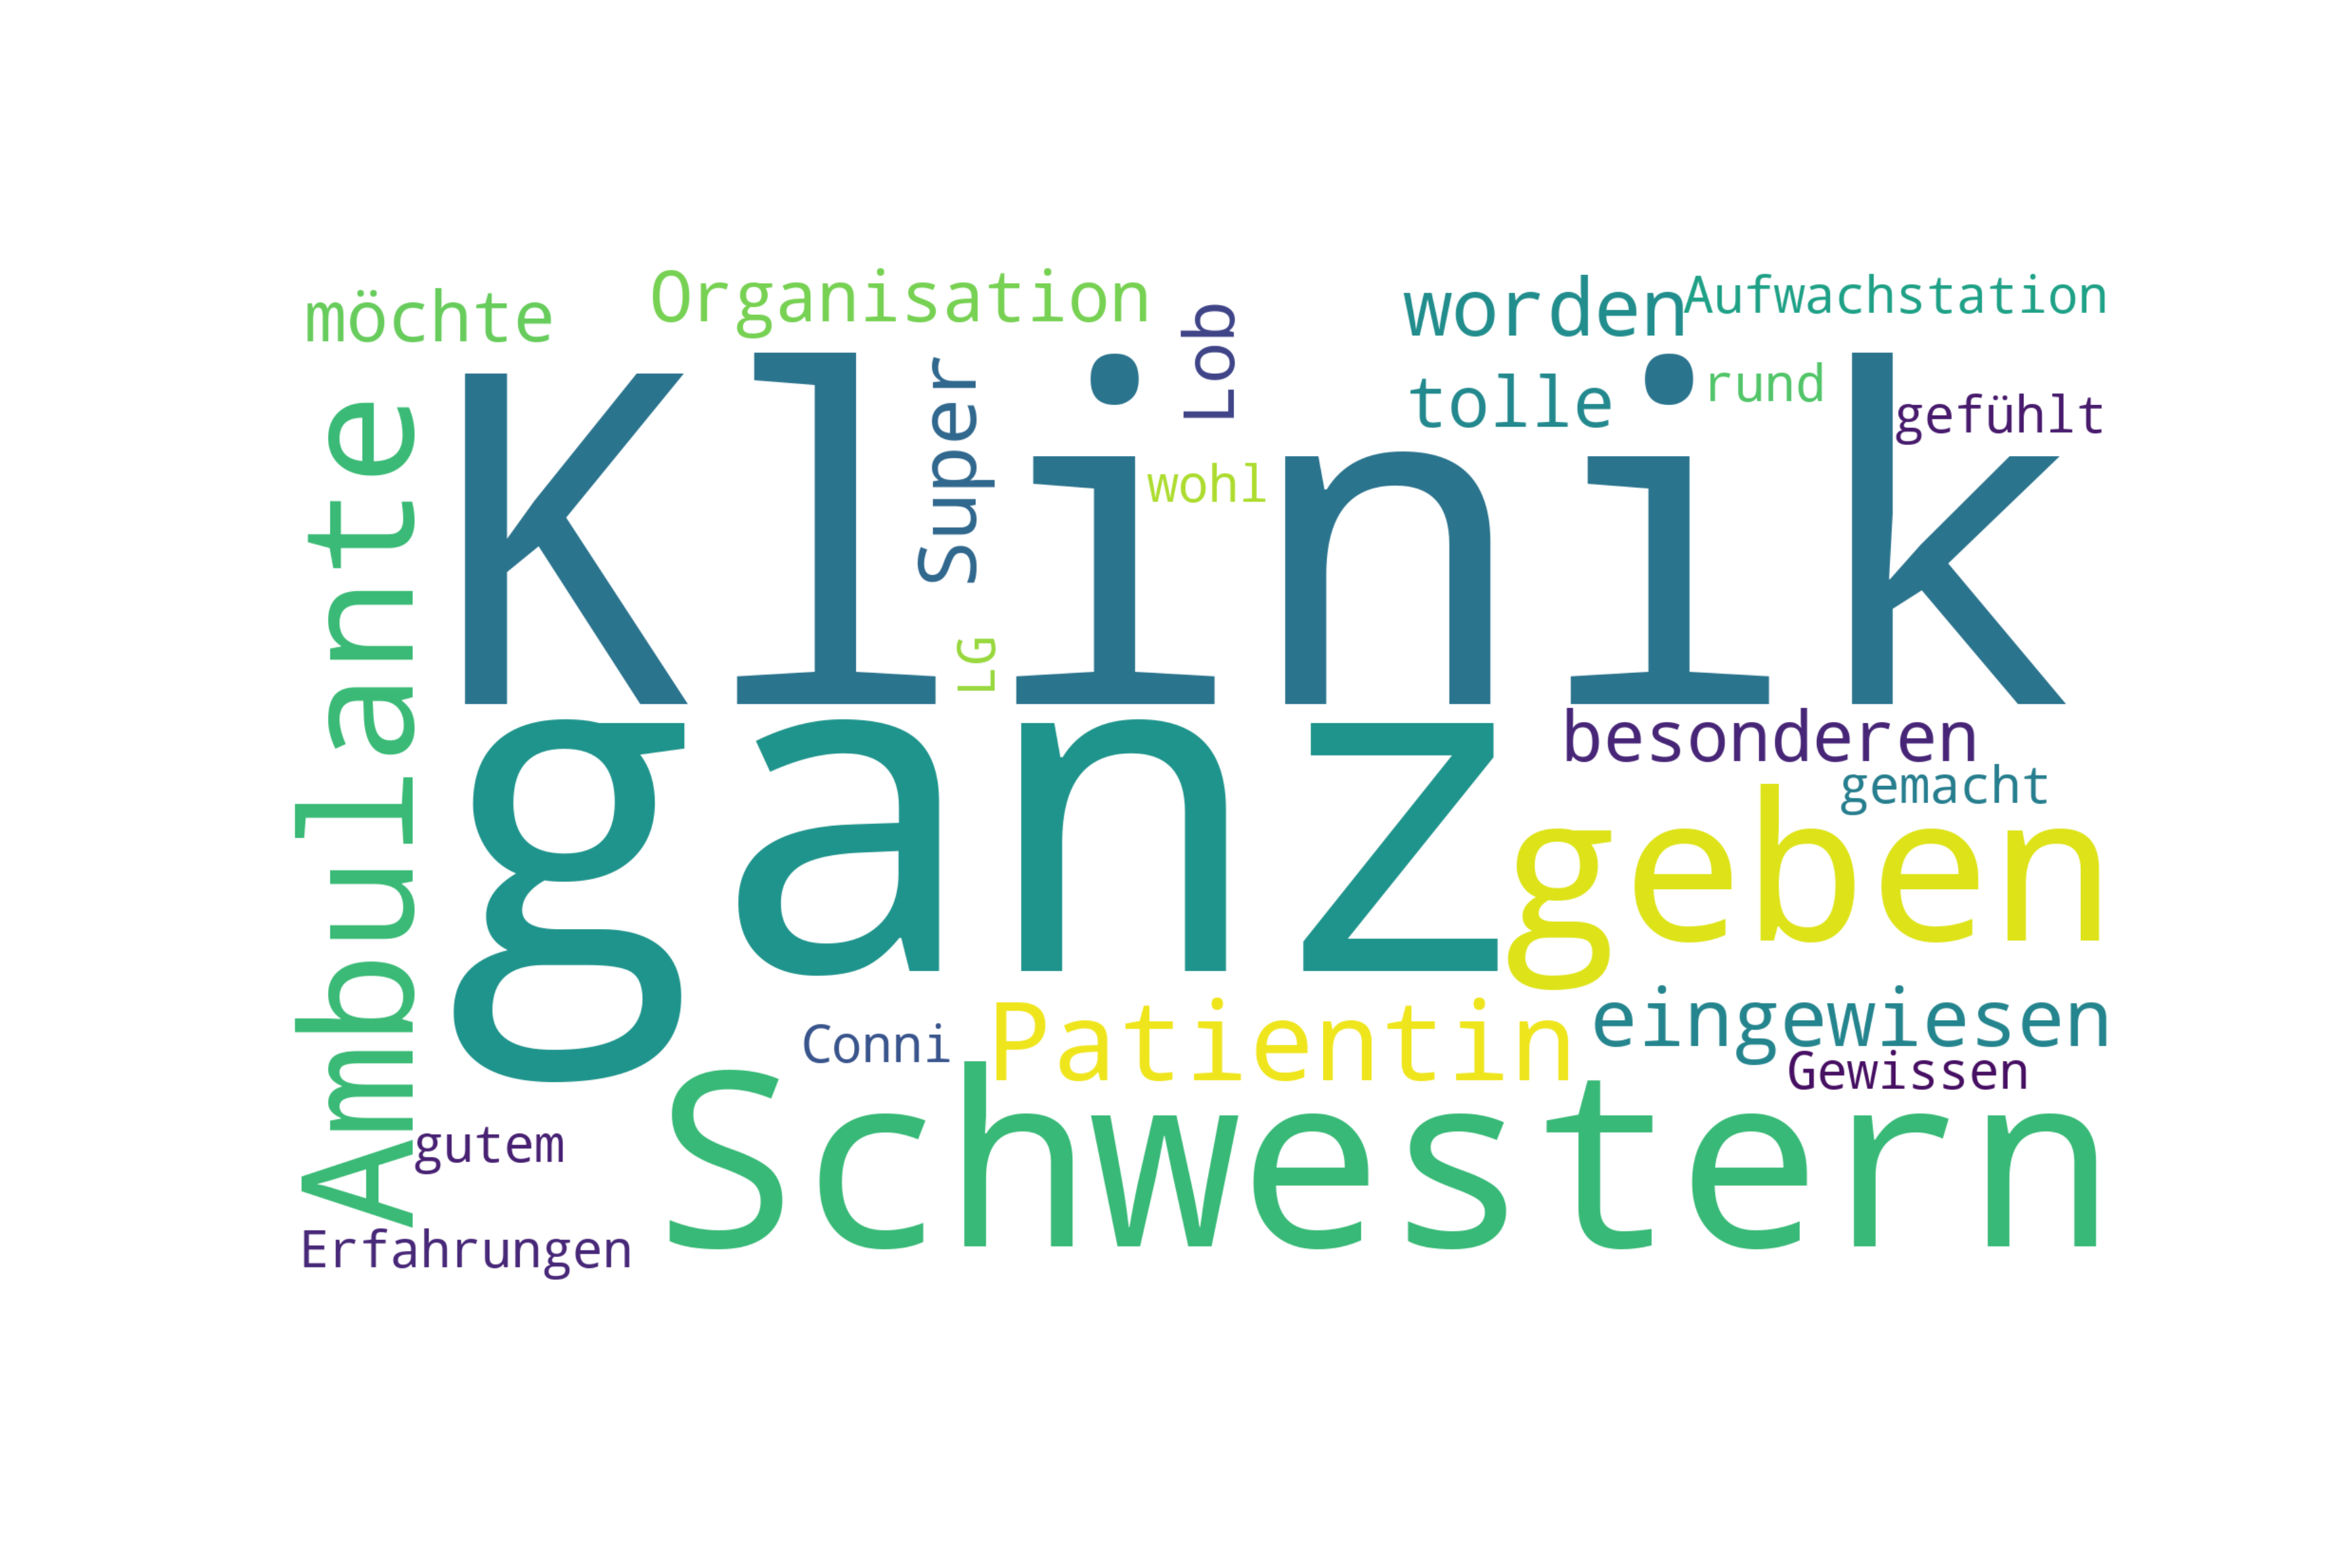 möchte
Organisation
Lob
worden
Aufwachstation
tolle
rund
gefühlt
Super
wohl
Klinik
LG
Ambulante
ganz
besonderen
gemacht
geben
eingewiesen
Conni
Patientin
Gewissen
Schwestern
gutem
Erfahrungen